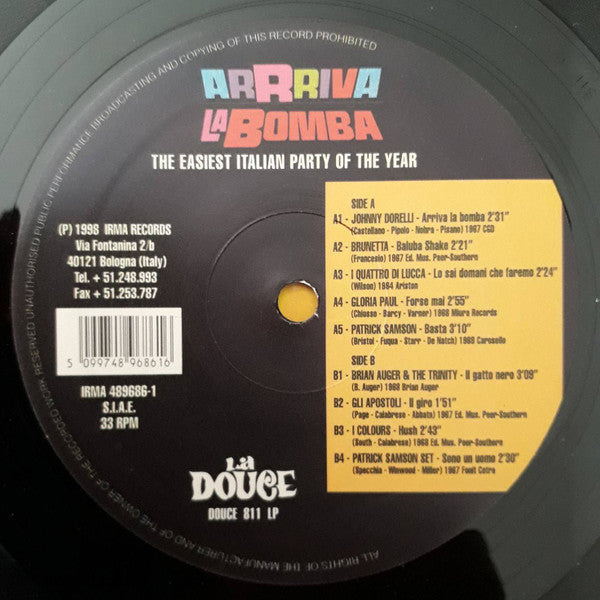 ALL RIGHTS OF THE MANUFACTURER AND OF THE OWNER OF THE RECORDED WORK RESERVED UNAUTHORISED PUBLIC PERFORMANCE BROADCASTING AND COPYING OF THIS RECORD PROHIBITED
ARRRIVA
LA BOMBA
THE EASIEST ITALIAN PARTY OF THE YEAR
(P) 1998 IRMA RECORDS
Via Fontanina 2/b
40121 Bologna (Italy)
Tel. + 51.248.993
Fax + 51.253.787
5 099748 968616
IRMA 489686-1
S.I.A.E.
33 RPM
SIDE A
A1 - JOHNNY DORELLI - Arriva la bomba 2'31"
(Castellano - Pipolo - Nohra - Pisano) 1967 CGD
A2 - BRUNETTA - Baluba Shake 2'21"
(Francesio) 1967 Ed. Mus. Peer-Southern
A3 - I QUATTRO DI LUCCA - Lo sai domani che faremo 2'24"
(Wilson) 1964 Ariston
A4 - GLORIA PAUL - Forse mai 2'55"
(Chiosso - Barcy - Varner) 1968 Miura Records
A5 - PATRICK SAMSON - Basta 3'10"
(Bristol - Fuqua - Starr - De Natch) 1969 Carosello
SIDE B
B1 - BRIAN AUGER & THE TRINITY - Il gatto nero 3'09"
(B. Auger) 1968 Brian Auger
B2 - GLI APOSTOLI - Il giro 1'51"
(Page - Calabrese - Abbate) 1967 Ed. Mus. Peer-Southern
B3 - I COLOURS - Hush 2'43"
(South - Calabrese) 1968 Ed. Mus. Peer-Southern
B4 - PATRICK SAMSON SET - Sono un uomo 2'30"
(Specchia - Winwood - Miller) 1967 Fonit Cetra
La
DOUCE
DOUCE 811 LP